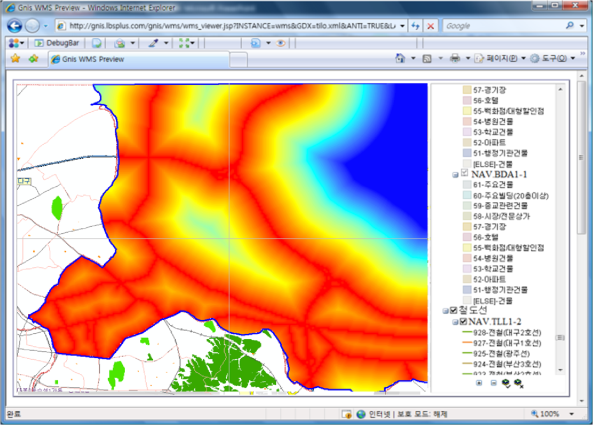 Gnis WMS Preview - Windows Internet Explorer
http://gnis.lbsplus.com/gnis/wms/wms_viewer.jsp?INSTANCE=wms&GDX=tilo.xml&ANTI=TRUE&L
Google
DebugBar
Gnis WMS Preview
페이지(P)
도구(O)
57-경기장
56-호텔
55-백화점/대형할인점
54-병원건물
53-학교건물
52-아파트
51-행정기관건물
[ELSE]-건물
NAV.BDA1-1
61-주요건물
60-주요빌딩(20층이상)
59-종교관련건물
58-시장/전문상가
57-경기장
56-호텔
55-백화점/대형할인점
54-병원건물
53-학교건물
52-아파트
51-행정기관건물
[ELSE]-건물
철도선
NAV.TLL1-2
928-전철(대구2호선)
927-전철(대구1호선)
925-전철(광주선)
924-전철(부산3호선)
923-전철(부산2호선)
대구
완료
인터넷 | 보호 모드: 해제
100%